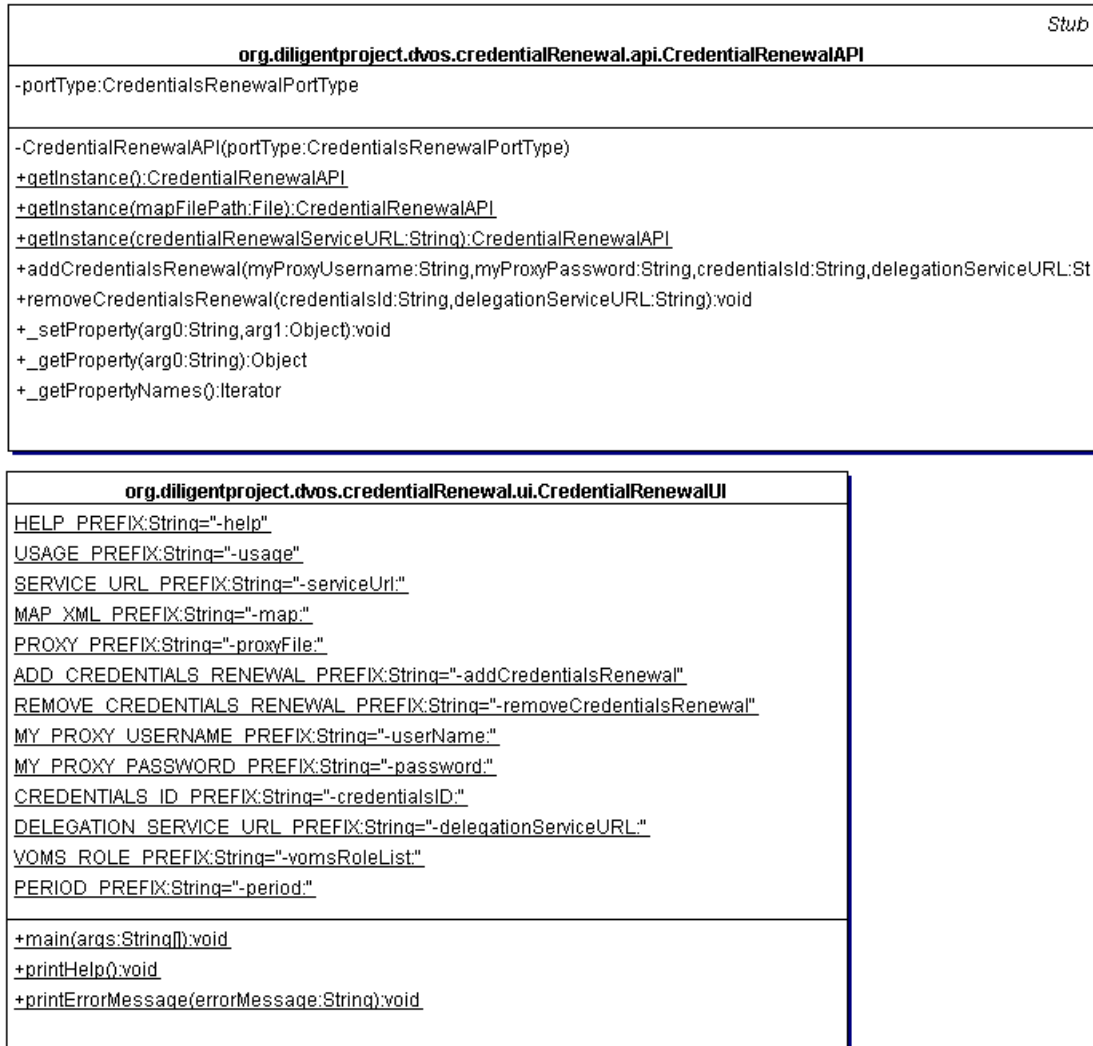 Stub
org.diligentproject.dvos.credentialRenewal.api.CredentialRenewalAPI
-portType:CredentialsRenewalPortType
-CredentialRenewalAPI(portType:CredentialsRenewalPortType)
+getInstance():CredentialRenewalAPI
+getInstance(mapFilePath:File):CredentialRenewalAPI
+getInstance(credentialRenewalServiceURL:String):CredentialRenewalAPI
+addCredentialsRenewal(myProxyUsername:String,myProxyPassword:String,credentialsId:String,delegationServiceURL:St
+removeCredentialsRenewal(credentialsId:String,delegationServiceURL:String):void
+_setProperty(arg0:String,arg1:Object):void
+_getProperty(arg0:String):Object
+_getPropertyNames():Iterator
org.diligentproject.dvos.credentialRenewal.ui.CredentialRenewalUI
HELP_PREFIX:String="-help"
USAGE_PREFIX:String="-usage"
SERVICE_URL_PREFIX:String="-serviceUrl:"
MAP_XML_PREFIX:String="-map:"
PROXY_PREFIX:String="-proxyFile:"
ADD_CREDENTIALS_RENEWAL_PREFIX:String="-addCredentialsRenewal"
REMOVE_CREDENTIALS_RENEWAL_PREFIX:String="-removeCredentialsRenewal"
MY_PROXY_USERNAME_PREFIX:String="-userName:"
MY_PROXY_PASSWORD_PREFIX:String="-password:"
CREDENTIALS_ID_PREFIX:String="-credentialsID:"
DELEGATION_SERVICE_URL_PREFIX:String="-delegationServiceURL:"
VOMS_ROLE_PREFIX:String="-vomsRoleList:"
PERIOD_PREFIX:String="-period:"
+main(args:String[]):void
+printHelp():void
+printErrorMessage(errorMessage:String):void